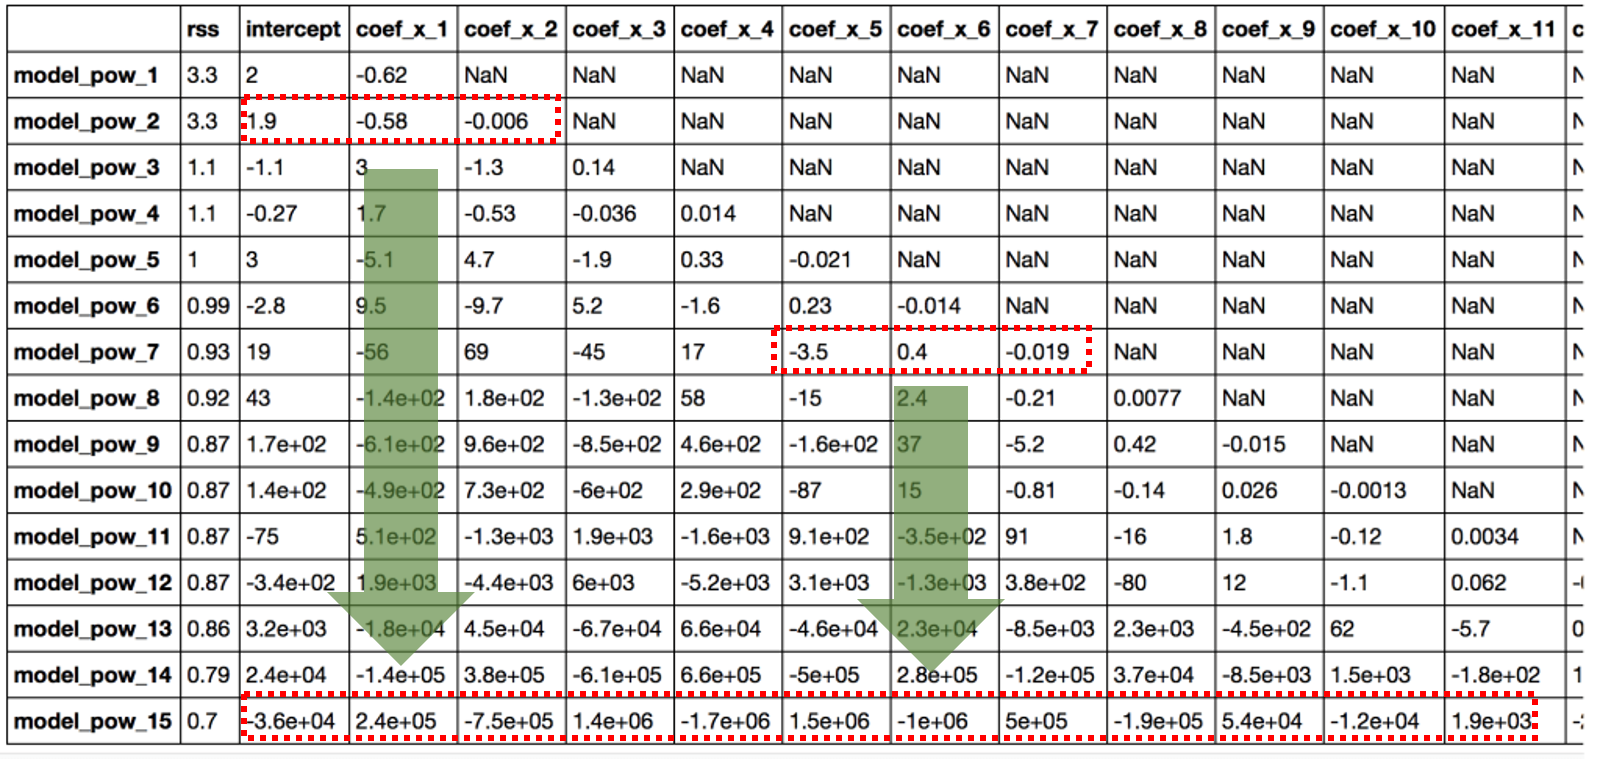 rss intercept coef_x_1 coef_x_2 coef_x_3 coef_x_4 coef_x_5 coef_x_6 coef_x_7 coef_x_8 coef_x_9 coef_x_10 coef_x_11 c
model_pow_1 3.3 2 -0.62 NaN NaN NaN NaN NaN NaN NaN NaN NaN NaN N
model_pow_2 3.3 1.9 -0.58 -0.006 NaN NaN NaN NaN NaN NaN NaN NaN NaN N
model_pow_3 1.1 -1.1 3 -1.3 0.14 NaN NaN NaN NaN NaN NaN NaN NaN N
model_pow_4 1.1 -0.27 1.7 -0.53 -0.036 0.014 NaN NaN NaN NaN NaN NaN NaN N
model_pow_5 1 3 -5.1 4.7 -1.9 0.33 -0.021 NaN NaN NaN NaN NaN NaN N
model_pow_6 0.99 -2.8 9.5 -9.7 5.2 -1.6 0.23 -0.014 NaN NaN NaN NaN NaN N
model_pow_7 0.93 19 -56 69 -45 17 -3.5 0.4 -0.019 NaN NaN NaN NaN N
model_pow_8 0.92 43 -1.4e+02 1.8e+02 -1.3e+02 58 -15 2.4 -0.21 0.0077 NaN NaN NaN N
model_pow_9 0.87 1.7e+02 -6.1e+02 9.6e+02 -8.5e+02 4.6e+02 -1.6e+02 37 -5.2 0.42 -0.015 NaN NaN N
model_pow_10 0.87 1.4e+02 -4.9e+02 7.3e+02 -6e+02 2.9e+02 -87 15 -0.81 -0.14 0.026 -0.0013 NaN N
model_pow_11 0.87 -75 5.1e+02 -1.3e+03 1.9e+03 -1.6e+03 9.1e+02 -3.5e+02 91 -16 1.8 -0.12 0.0034 N
model_pow_12 0.87 -3.4e+02 1.9e+03 -4.4e+03 6e+03 -5.2e+03 3.1e+03 -1.3e+03 3.8e+02 -80 12 -1.1 0.062
model_pow_13 0.86 3.2e+03 -1.8e+04 4.5e+04 -6.7e+04 6.6e+04 -4.6e+04 2.3e+04 -8.5e+03 2.3e+03 -4.5e+02 62 -5.7 0
model_pow_14 0.79 2.4e+04 -1.4e+05 3.8e+05 -6.1e+05 6.6e+05 -5e+05 2.8e+05 -1.2e+05 3.7e+04 -8.5e+03 1.5e+03 -1.8e+02 1
model_pow_15 0.7 -3.6e+04 2.4e+05 -7.5e+05 1.4e+06 -1.7e+06 1.5e+06 -1e+06 5e+05 -1.9e+05 5.4e+04 -1.2e+04 1.9e+03